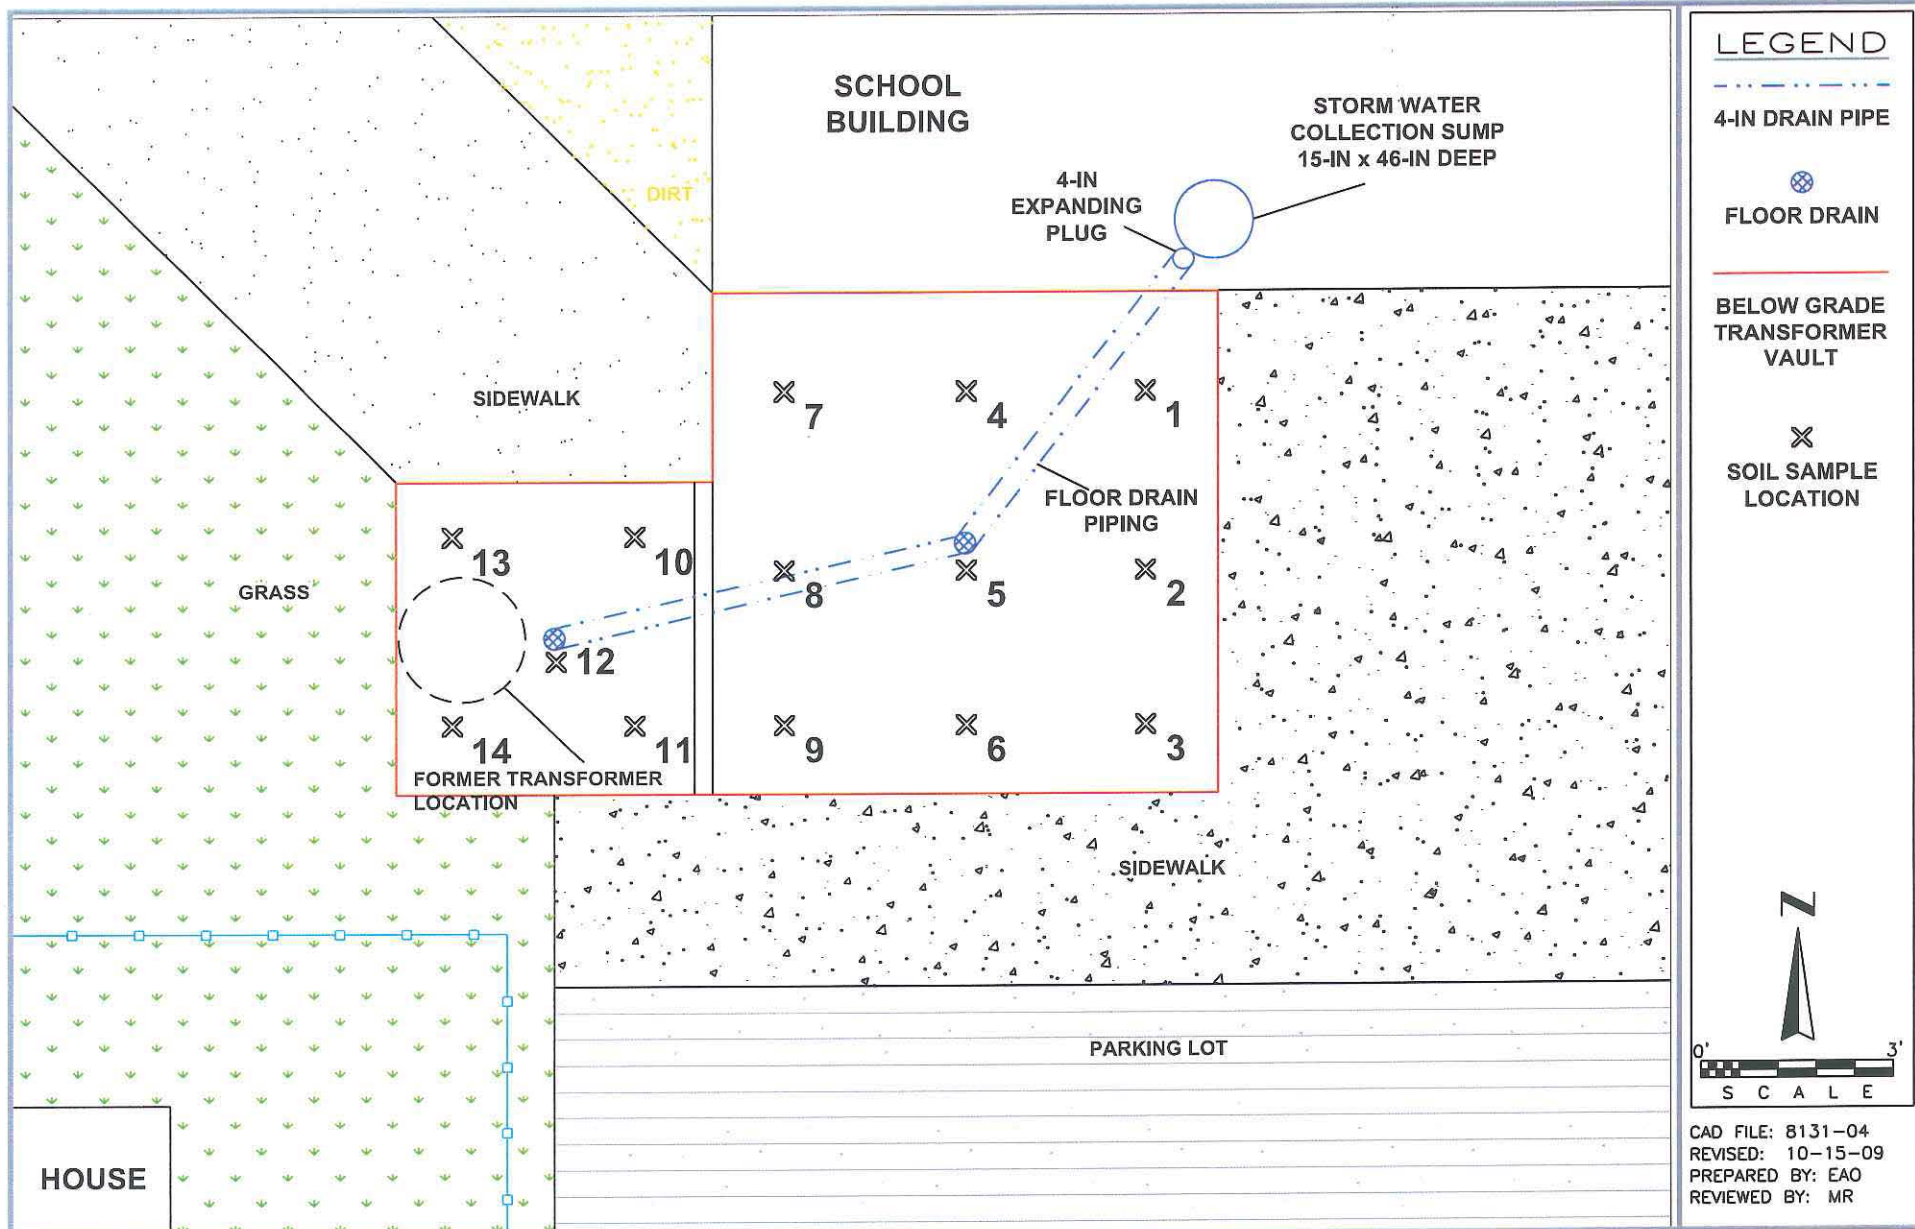 SCHOOL
BUILDING
STORM WATER
COLLECTION SUMP
15-IN x 46-IN DEEP
4-IN
EXPANDING
PLUG
DIRT
SIDEWALK
7
4
1
FLOOR DRAIN
PIPING
13
10
GRASS
8
5
2
12
14
11
9
6
3
FORMER TRANSFORMER
LOCATION
SIDEWALK
PARKING LOT
HOUSE
LEGEND
4-IN DRAIN PIPE
FLOOR DRAIN
BELOW GRADE
TRANSFORMER
VAULT
SOIL SAMPLE
LOCATION
N
0' 3'
SCALE
CAD FILE: 8131-04
REVISED: 10-15-09
PREPARED BY: EAO
REVIEWED BY: MR